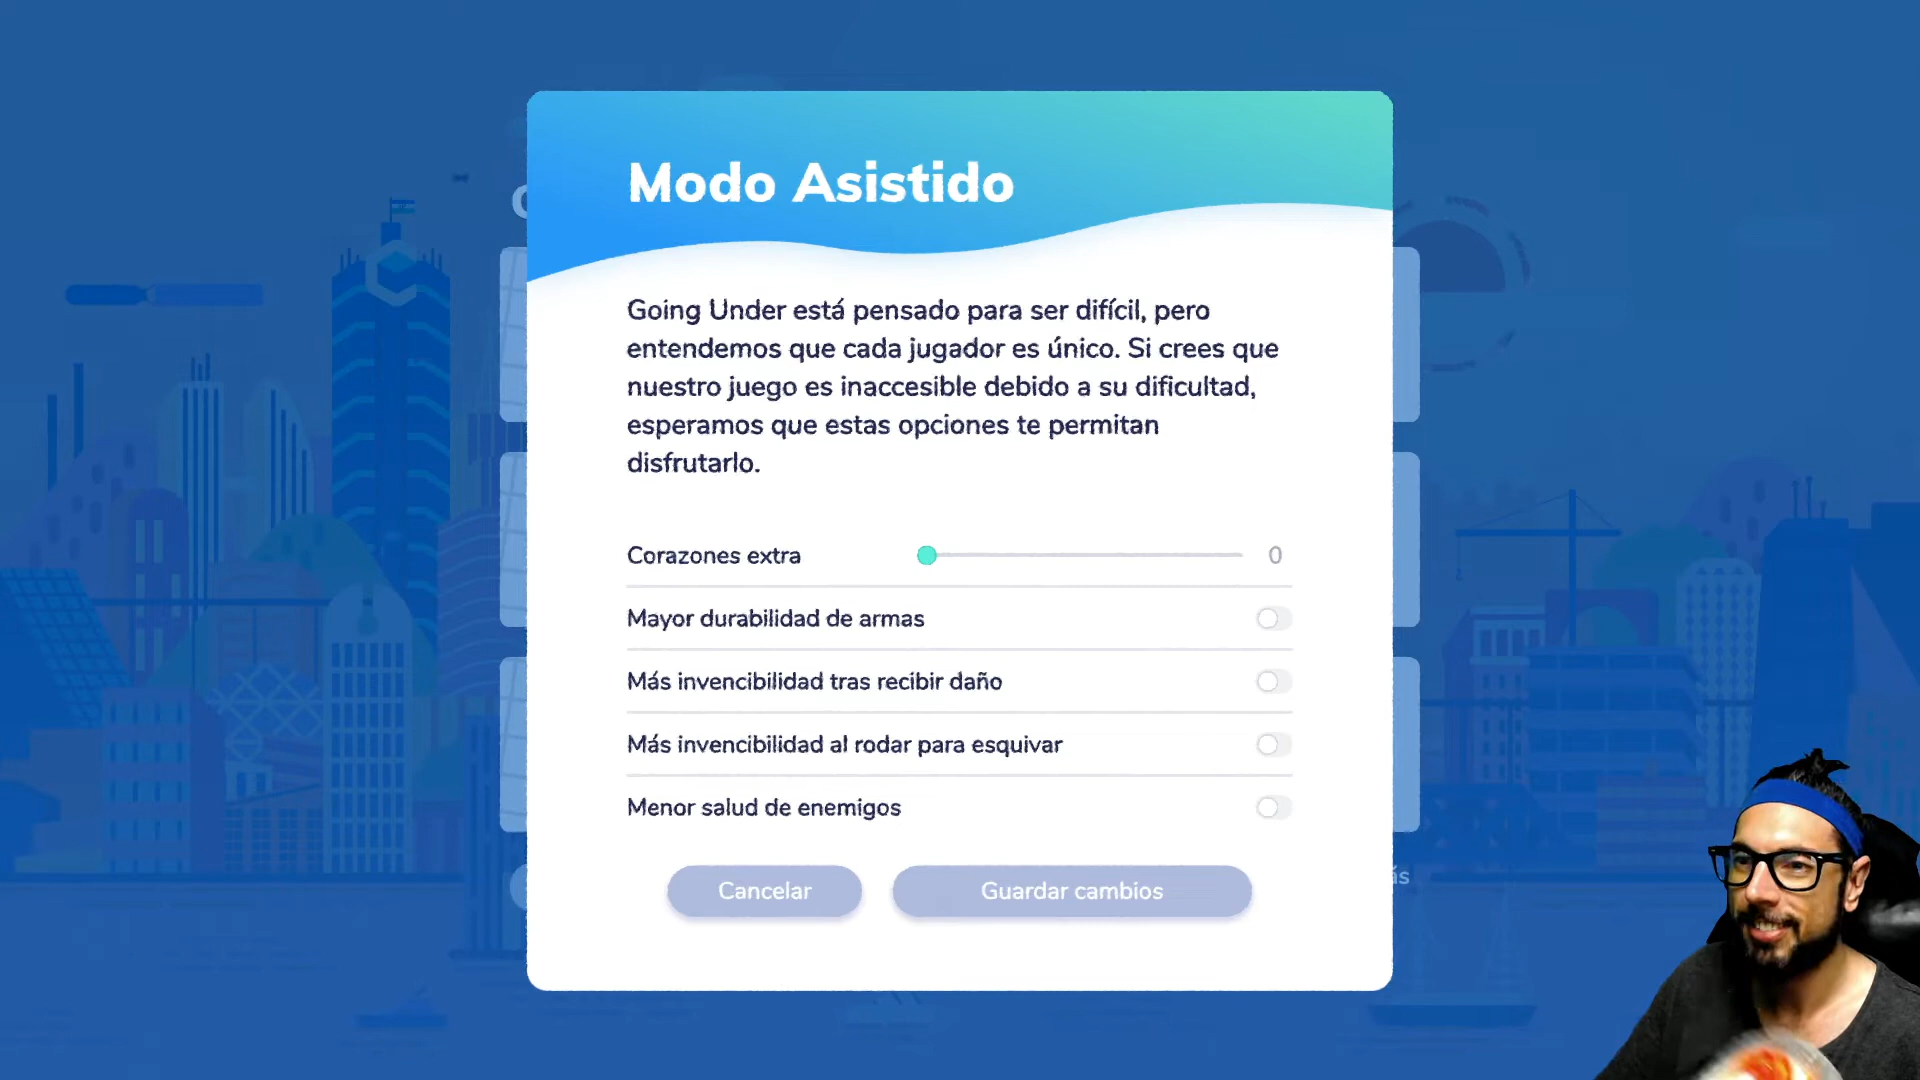 Modo Asistido
Going Under está pensado para ser difícil, pero
entendemos que cada jugador es único. Si crees que
nuestro juego es inaccesible debido a su dificultad,
esperamos que estas opciones te permitan
disfrutarlo.
Corazones extra 0
Mayor durabilidad de armas
Más invencibilidad tras recibir daño
Más invencibilidad al rodar para esquivar
Menor salud de enemigos
Cancelar Guardar cambios